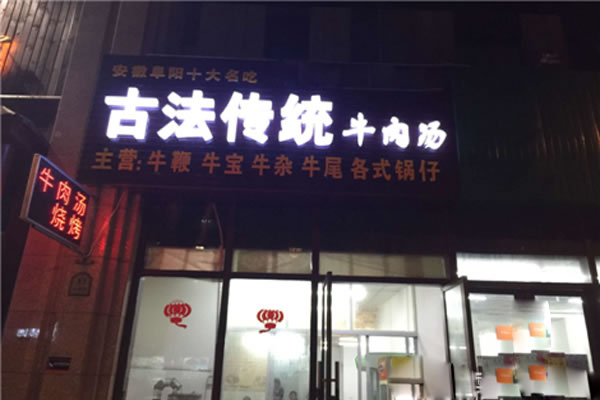 安徽阜阳十大名吃
古法传统牛肉汤
主营:牛鞭 牛宝 牛杂 牛尾 各式锅仔
牛肉汤
烧烤